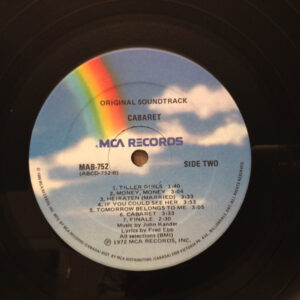 ORIGINAL SOUNDTRACK
CABARET
MCA RECORDS
MAB-752
(ABCD-752-B)
SIDE TWO
1. TILLER GIRLS 1:40
2. MONEY, MONEY 3:04
3. HEIRATEN (MARRIED) 3:33
4. IF YOU COULD SEE HER 3:53
5. TOMORROW BELONGS TO ME 3:05
6. CABARET 3:33
7. FINALE 2:30
Music by John Kander
Lyrics by Fred Ebb
All selections (BMI)
℗ 1972 MCA RECORDS, INC.